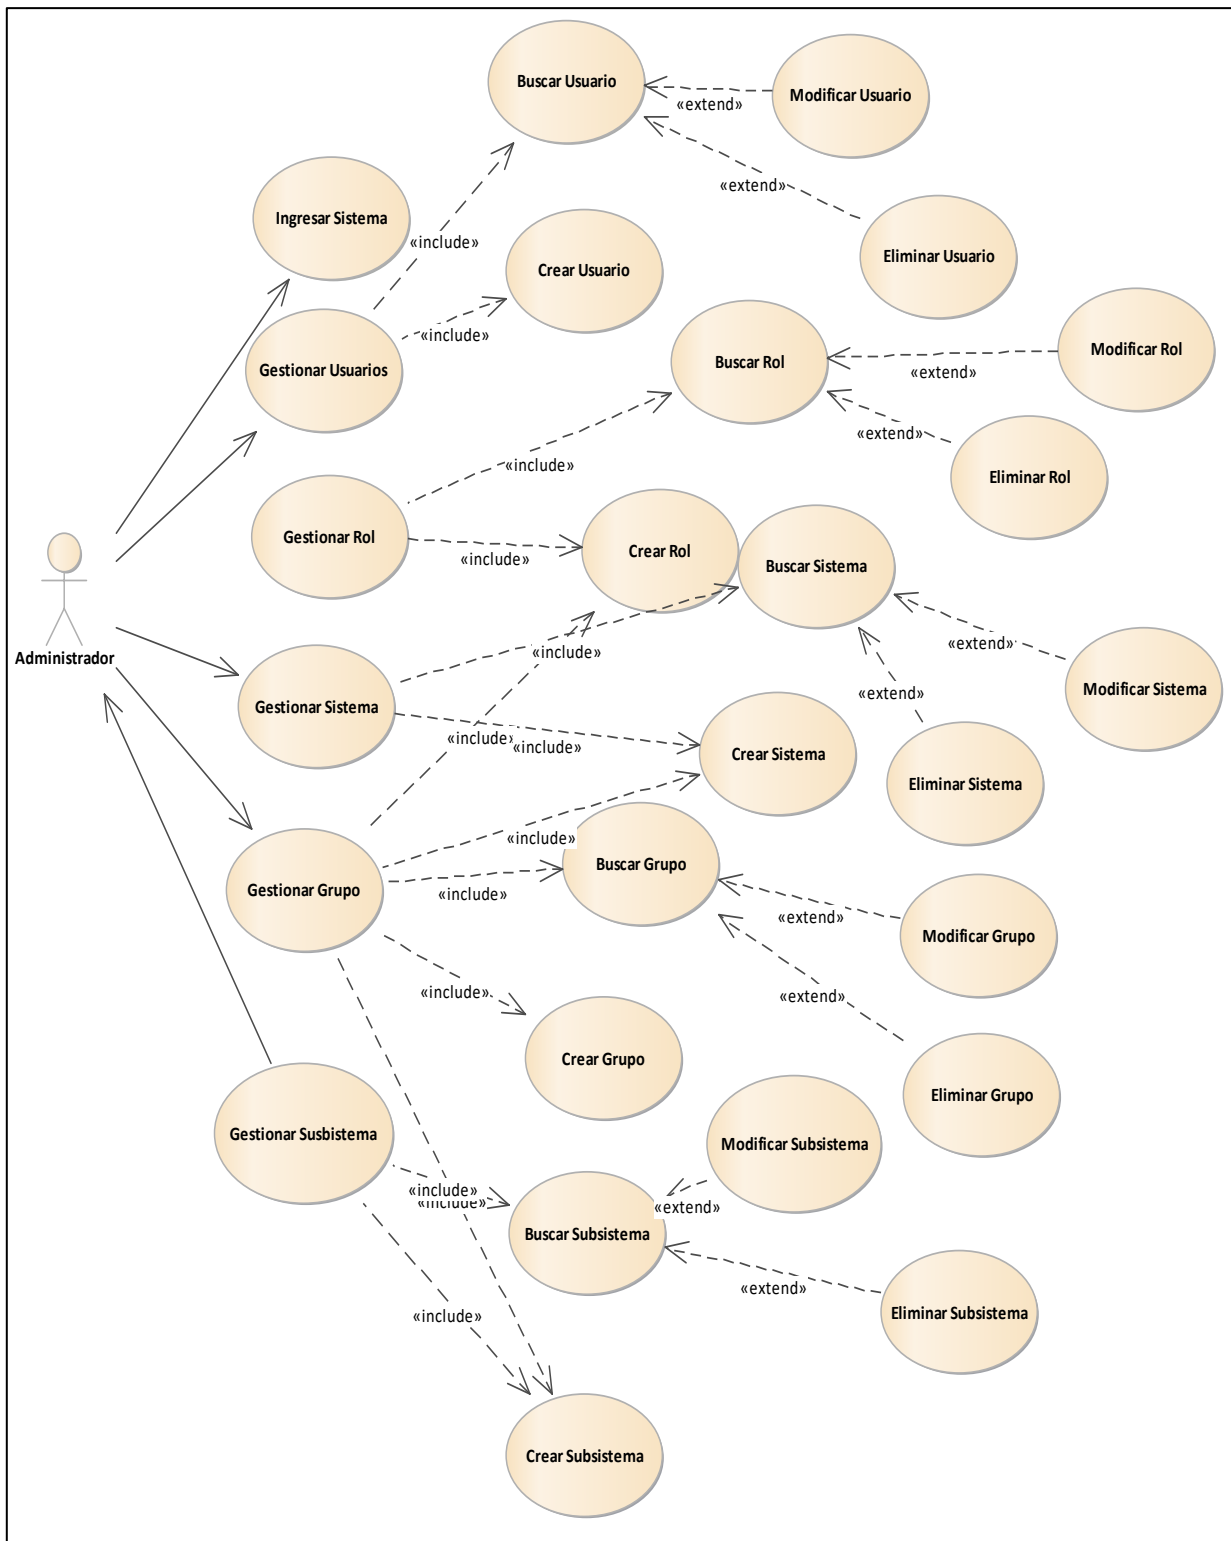 Buscar Usuario
Modificar Usuario
«extend»
«extend»
Ingresar Sistema
«include»
Crear Usuario
Eliminar Usuario
«include»
Gestionar Usuarios
Buscar Rol
Modificar Rol
«extend»
«extend»
«include»
Eliminar Rol
Gestionar Rol
«include»
Crear Rol
Buscar Sistema
Administrador
«include»
«extend»
Gestionar Sistema
«extend»
Modificar Sistema
«include»
«include»
Crear Sistema
Eliminar Sistema
«include»
Buscar Grupo
Gestionar Grupo
«include»
«extend»
Modificar Grupo
«include»
«extend»
Crear Grupo
Eliminar Grupo
Gestionar Susbistema
Modificar Subsistema
«include»
«include»
«extend»
Buscar Subsistema
«extend»
«include»
Eliminar Subsistema
Crear Subsistema